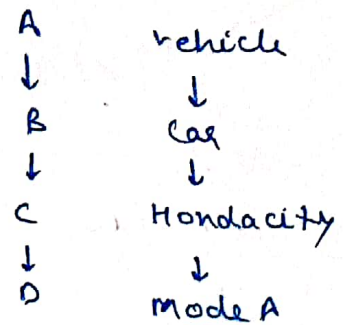 A vehicle
↓ ↓
B Car
↓ ↓
C Hondacity
↓ ↓
D Mode A